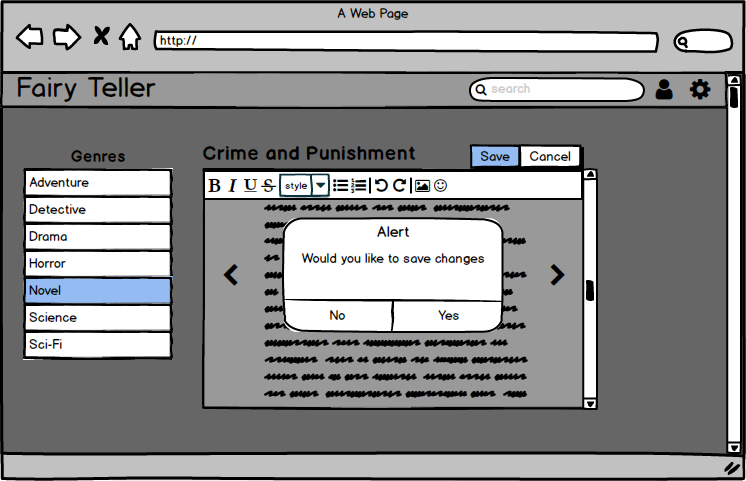 A Web Page
http://
Fairy Teller
search
Genres
Adventure
Detective
Drama
Horror
Novel
Science
Sci-Fi
Crime and Punishment
Save
Cancel
B I U S style
Alert
Would you like to save changes
No
Yes